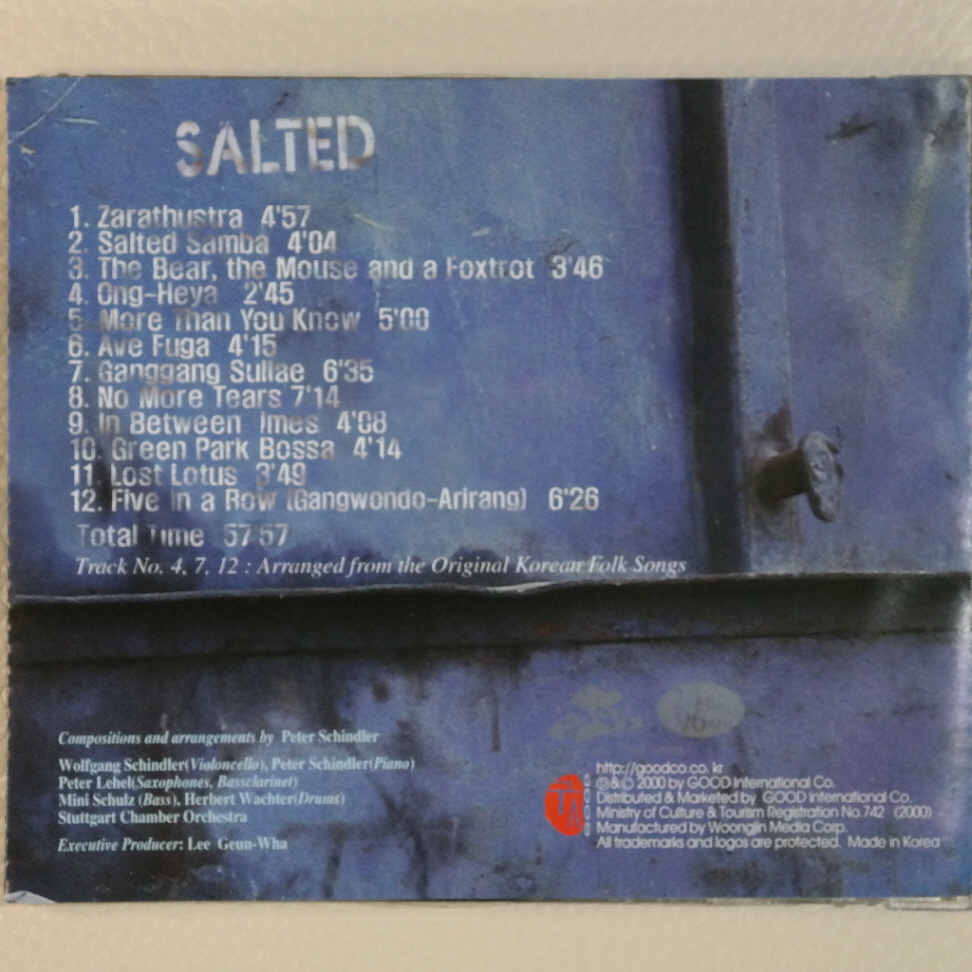 SALTED
1. Zarathustra 4'57
2. Salted Samba 4'04
3. The Bear, the Mouse and a Foxtrot 3'46
4. Ong-Heya 2'45
5. More Than You Know 5'00
6. Ave Fuga 4'15
7. Ganggang Sullae 6'35
8. No More Tears 7'14
9. In Between Times 4'08
10. Green Park Bossa 4'14
11. Lost Lotus 3'49
12. Five in a Row (Gangwondo-Arirang) 6'26
Total Time 57'57
Track No. 4, 7, 12 : Arranged from the Original Korean Folk Songs
Compositions and arrangements by Peter Schindler
Wolfgang Schindler(Violoncello), Peter Schindler(Piano)
Peter Lehel(Saxophones, Bassclarinet)
Mini Schulz (Bass), Herbert Wachter(Drums)
Stuttgart Chamber Orchestra
Executive Producer: Lee Geun-Wha
http://goodco.co.kr
℗&© 2000 by GOOD International Co.
Distributed & Marketed by GOOD International Co.
Ministry of Culture & Tourism Registration No.742 (2000)
Manufactured by Woongjin Media Corp.
All trademarks and logos are protected. Made in Korea